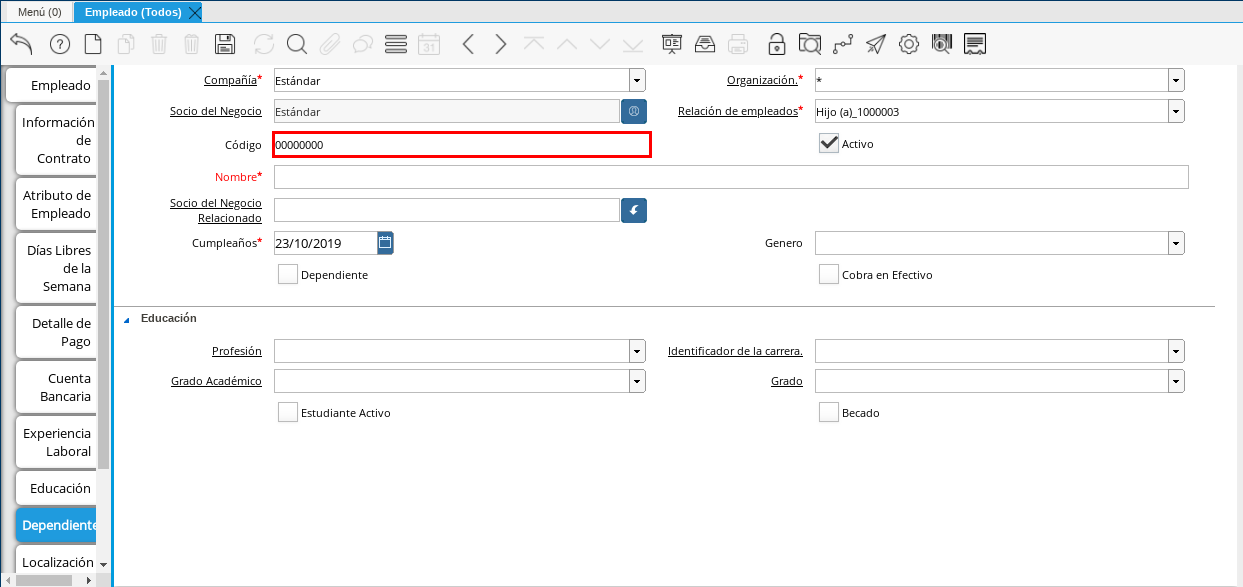 Menú (0)
Empleado (Todos)
31
Empleado
Información de Contrato
Atributo de Empleado
Días Libres de la Semana
Detalle de Pago
Cuenta Bancaria
Experiencia Laboral
Educación
Dependiente
Localización
Compañía* Estándar Organización.* *
Socio del Negocio Estándar Relación de empleados* Hijo (a)_1000003
Código 00000000 Activo
Nombre*
Socio del Negocio
Relacionado
Cumpleaños* 23/10/2019 Genero
Dependiente Cobra en Efectivo
Educación
Profesión Identificador de la carrera.
Grado Académico Grado
Estudiante Activo Becado